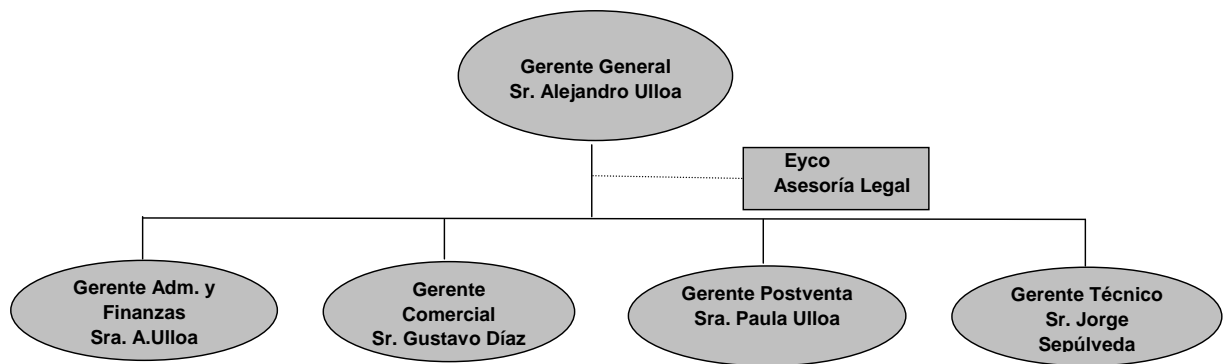 Gerente General
Sr. Alejandro Ulloa
Eyco
Asesoría Legal
Gerente Adm. y
Finanzas
Sra. A.Ulloa
Gerente
Comercial
Sr. Gustavo Díaz
Gerente Postventa
Sra. Paula Ulloa
Gerente Técnico
Sr. Jorge
Sepúlveda